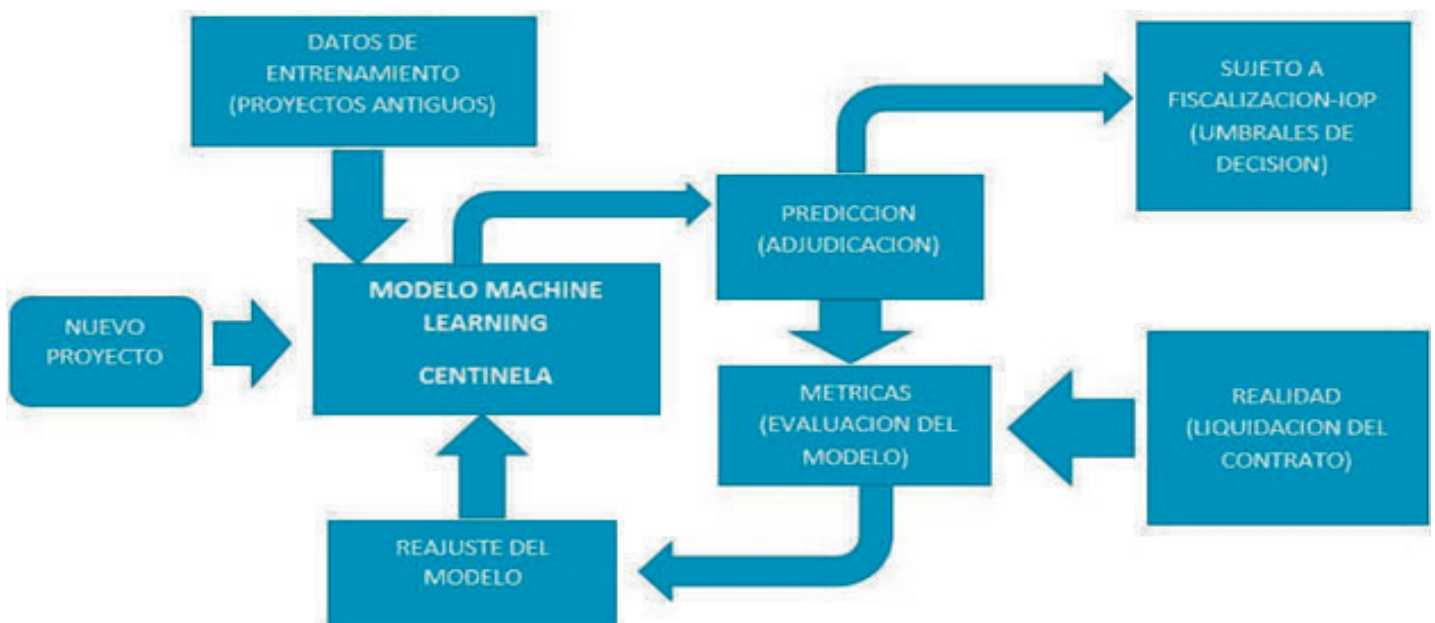 DATOS DE
ENTRENAMIENTO
(PROYECTOS ANTIGUOS)
SUJETO A
FISCALIZACION-IOP
(UMBRALES DE
DECISION)
PREDICCION
(ADJUDICACION)
MODELO MACHINE
LEARNING
CENTINELA
NUEVO
PROYECTO
METRICAS
(EVALUACION DEL
MODELO)
REALIDAD
(LIQUIDACION DEL
CONTRATO)
REAJUSTE DEL
MODELO